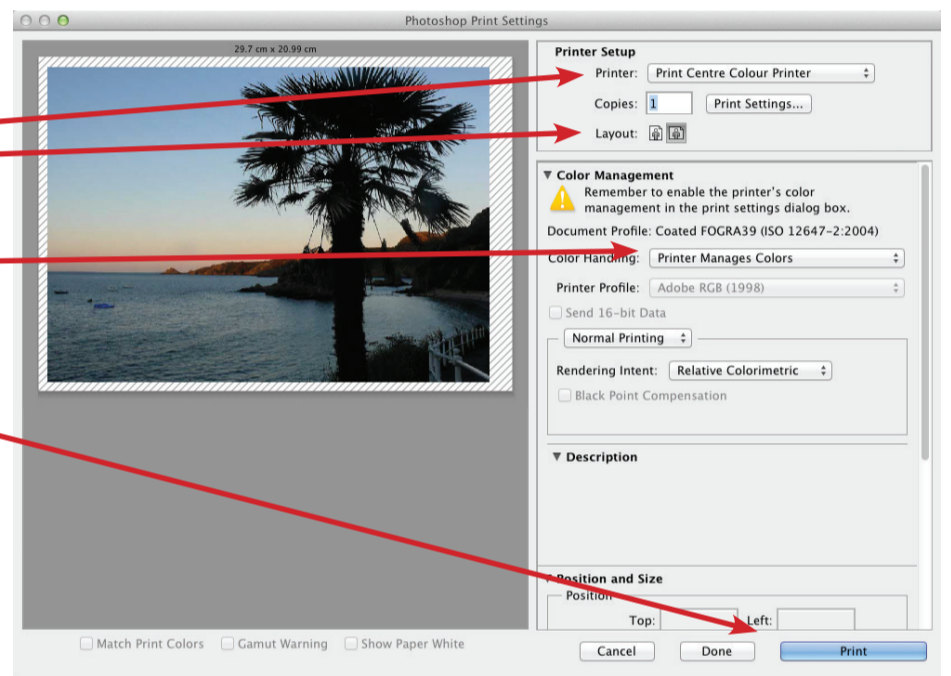 Photoshop Print Settings
29.7 cm x 20.99 cm
Printer Setup
Printer: Print Centre Colour Printer
Copies: 1 Print Settings...
Layout:
▼ Color Management
Remember to enable the printer's color
management in the print settings dialog box.
Document Profile: Coated FOGRA39 (ISO 12647-2:2004)
Color Handling: Printer Manages Colors
Printer Profile: Adobe RGB (1998)
Send 16-bit Data
Normal Printing
Rendering Intent: Relative Colorimetric
Black Point Compensation
▼ Description
Position and Size
Position
Top: Left:
Match Print Colors Gamut Warning Show Paper White
Cancel Done Print